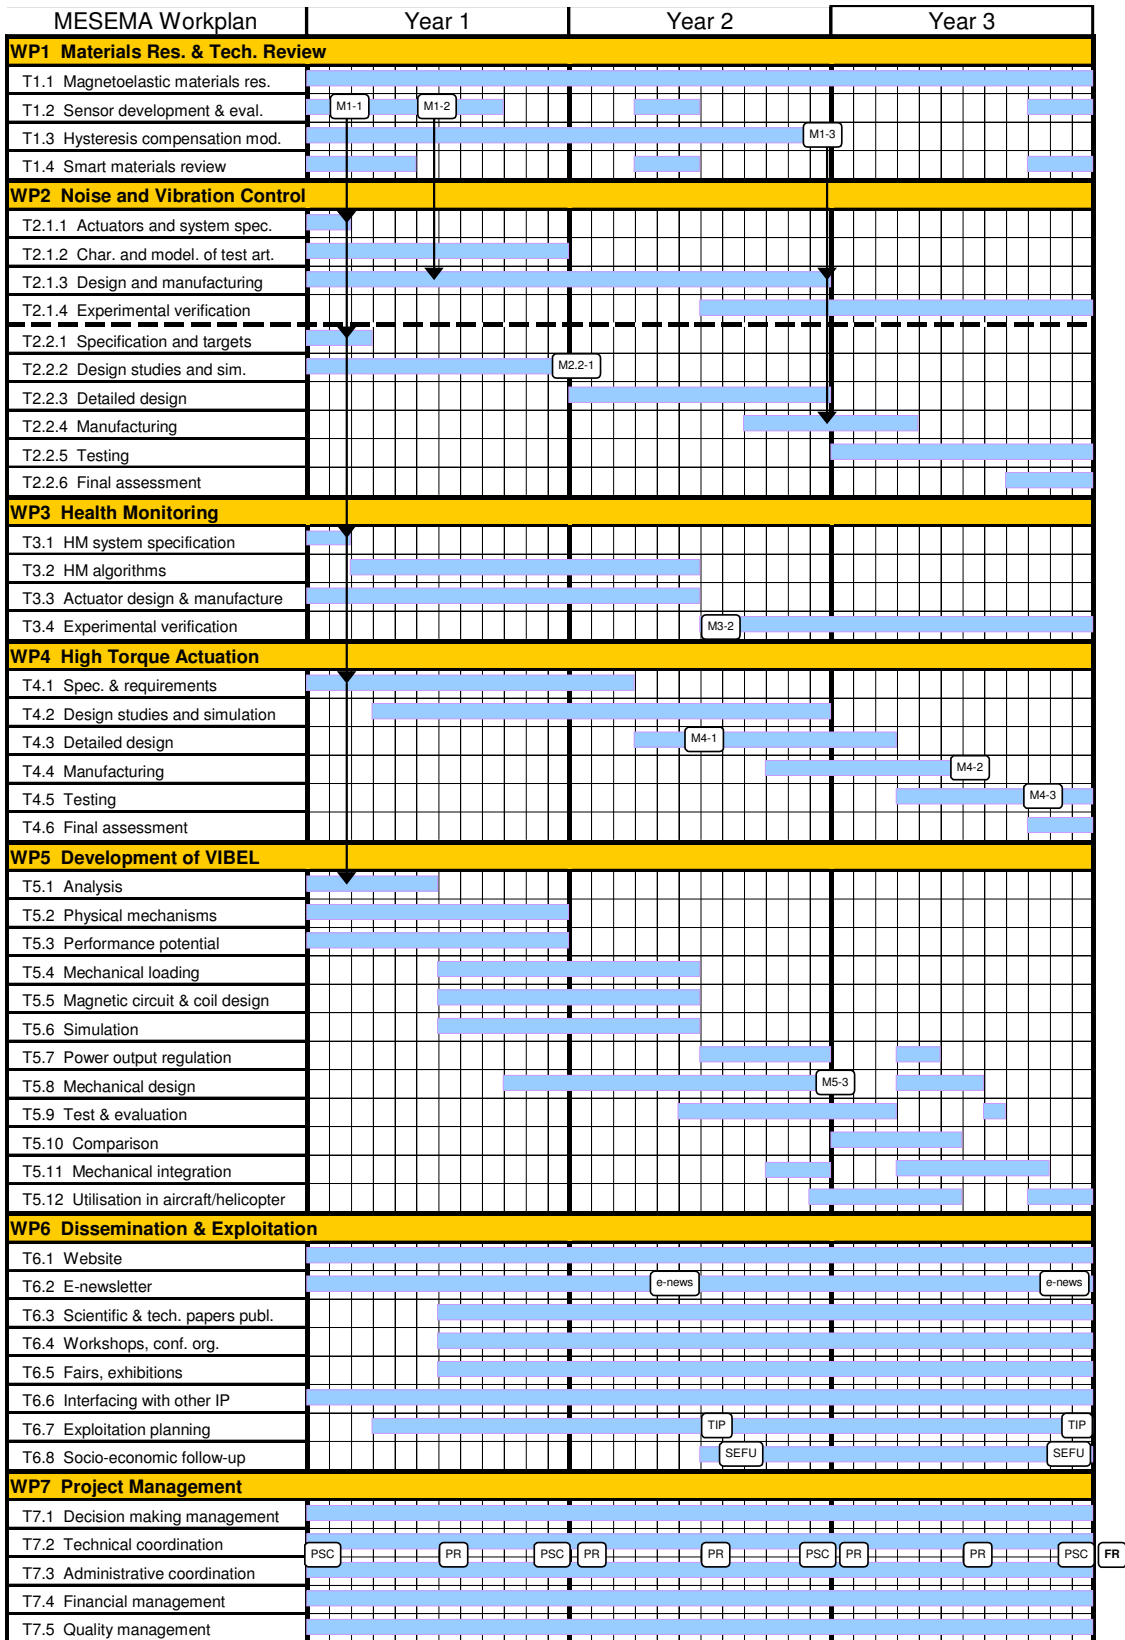 MESEMA Workplan Year 1 Year 2 Year 3
WP1 Materials Res. & Tech. Review
T1.1 Magnetoelastic materials res.
T1.2 Sensor development & eval. M1-1 M1-2
T1.3 Hysteresis compensation mod. M1-3
T1.4 Smart materials review
WP2 Noise and Vibration Control
T2.1.1 Actuators and system spec.
T2.1.2 Char. and model. of test art.
T2.1.3 Design and manufacturing
T2.1.4 Experimental verification
T2.2.1 Specification and targets
T2.2.2 Design studies and sim. M2.2-1
T2.2.3 Detailed design
T2.2.4 Manufacturing
T2.2.5 Testing
T2.2.6 Final assessment
WP3 Health Monitoring
T3.1 HM system specification
T3.2 HM algorithms
T3.3 Actuator design & manufacture
T3.4 Experimental verification M3-2
WP4 High Torque Actuation
T4.1 Spec. & requirements
T4.2 Design studies and simulation
T4.3 Detailed design M4-1
T4.4 Manufacturing M4-2
T4.5 Testing M4-3
T4.6 Final assessment
WP5 Development of VIBEL
T5.1 Analysis
T5.2 Physical mechanisms
T5.3 Performance potential
T5.4 Mechanical loading
T5.5 Magnetic circuit & coil design
T5.6 Simulation
T5.7 Power output regulation
T5.8 Mechanical design M5-3
T5.9 Test & evaluation
T5.10 Comparison
T5.11 Mechanical integration
T5.12 Utilisation in aircraft/helicopter
WP6 Dissemination & Exploitation
T6.1 Website
T6.2 E-newsletter e-news e-news
T6.3 Scientific & tech. papers publ.
T6.4 Workshops, conf. org.
T6.5 Fairs, exhibitions
T6.6 Interfacing with other IP
T6.7 Exploitation planning TIP TIP
T6.8 Socio-economic follow-up SEFU SEFU
WP7 Project Management
T7.1 Decision making management
T7.2 Technical coordination
PSC PR PSC PR PR PSC PR PR PSC FR
T7.3 Administrative coordination
T7.4 Financial management
T7.5 Quality management